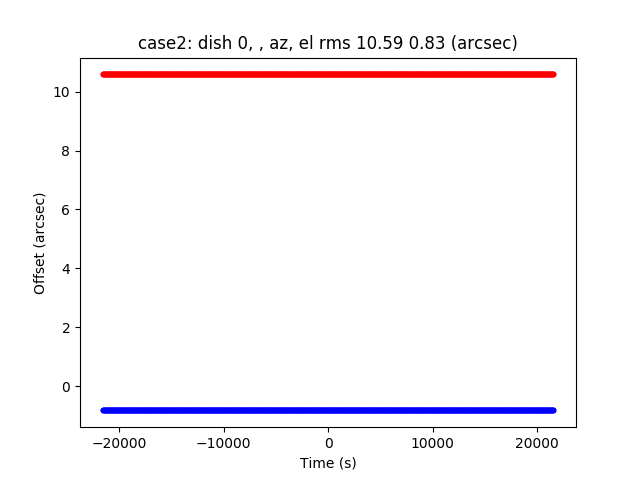 case2: dish 0, , az, el rms 10.59 0.83 (arcsec)
10
8
6
4
2
0
Offset (arcsec)
−20000 −10000 0 10000 20000
Time (s)